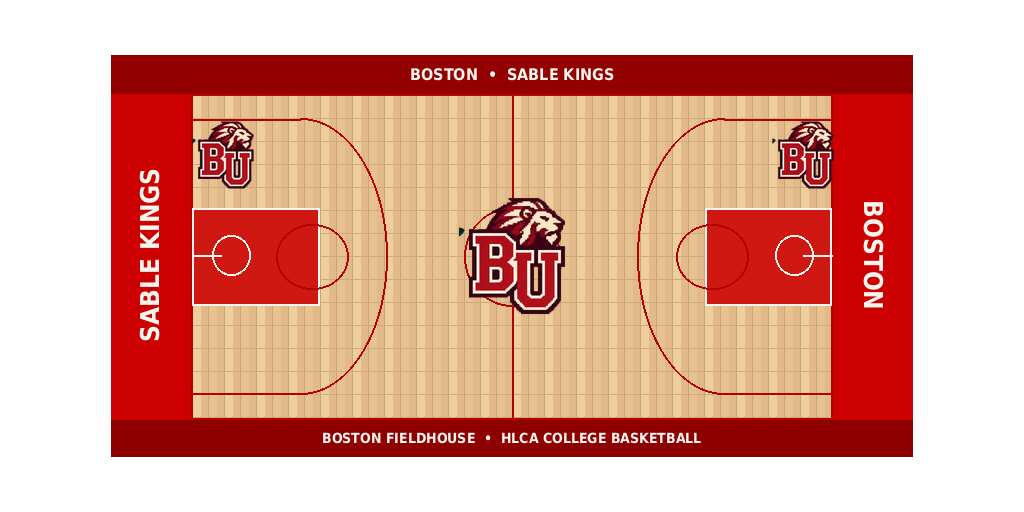 BOSTON • SABLE KINGS
BU
BU
SABLE KINGS
BU
BOSTON
BOSTON FIELDHOUSE • HLCA COLLEGE BASKETBALL